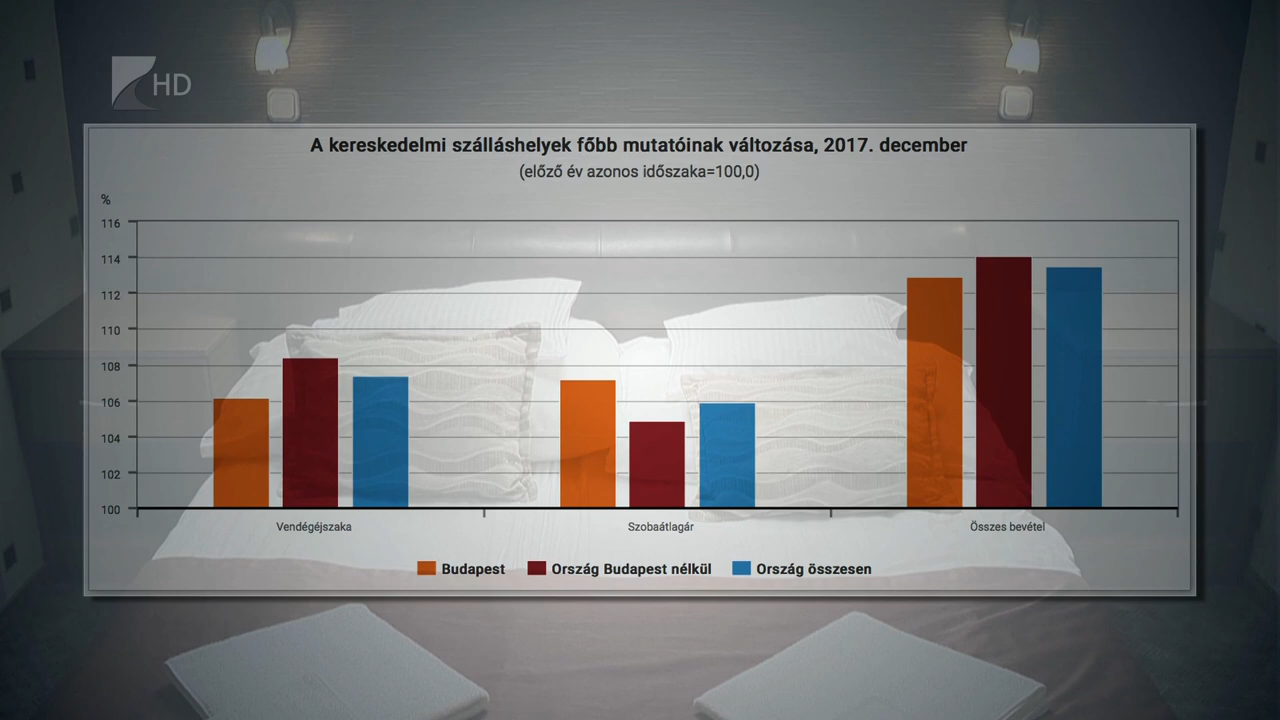 HD
A kereskedelmi szálláshelyek főbb mutatóinak változása, 2017. december
(előző év azonos időszaka=100,0)
%
116
114
112
110
108
106
104
102
100
Vendégéjszaka Szobaátlagár Összes bevétel
Budapest Ország Budapest nélkül Ország összesen